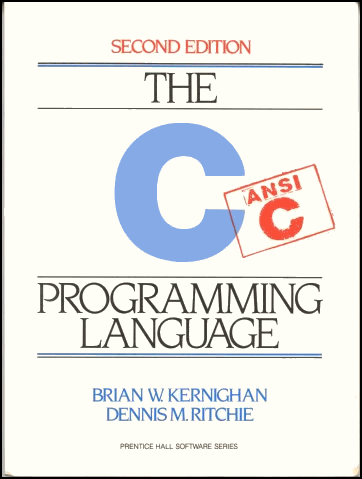 SECOND EDITION
THE
C
ANSI
C
PROGRAMMING
LANGUAGE
BRIAN W. KERNIGHAN
DENNIS M. RITCHIE
PRENTICE HALL SOFTWARE SERIES